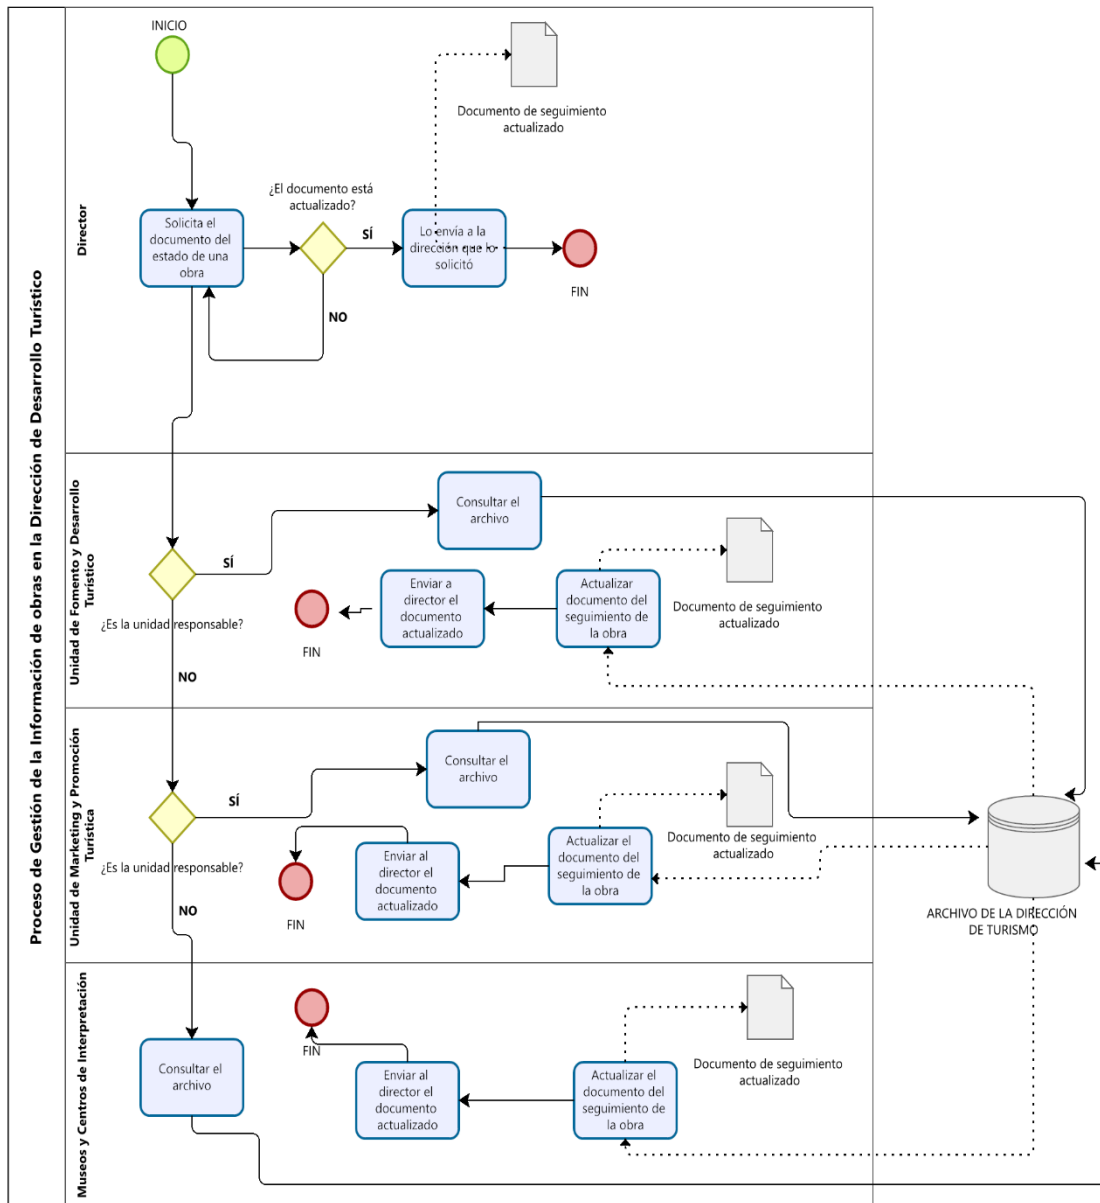 Proceso de Gestión de la Información de obras en la Dirección de Desarrollo Turístico
Director
INICIO
Documento de seguimiento
actualizado
¿El documento está
actualizado?
Solicita el
documento del
estado de una
obra
SÍ
Lo envía a la
dirección que lo
solicitó
FIN
NO
Unidad de Fomento y Desarrollo
Turístico
Consultar el
archivo
SÍ
¿Es la unidad responsable?
Enviar a
director el
documento
actualizado
Actualizar
documento del
seguimiento de
la obra
Documento de seguimiento
actualizado
FIN
NO
Unidad de Marketing y Promoción
Turística
Consultar el
archivo
SÍ
¿Es la unidad responsable?
Enviar al
director el
documento
actualizado
Actualizar el
documento del
seguimiento de
la obra
Documento de seguimiento
actualizado
FIN
NO
ARCHIVO DE LA DIRECCIÓN
DE TURISMO
Museos y Centros de Interpretación
Consultar el
archivo
FIN
Enviar al
director el
documento
actualizado
Actualizar el
documento del
seguimiento de
la obra
Documento de seguimiento
actualizado